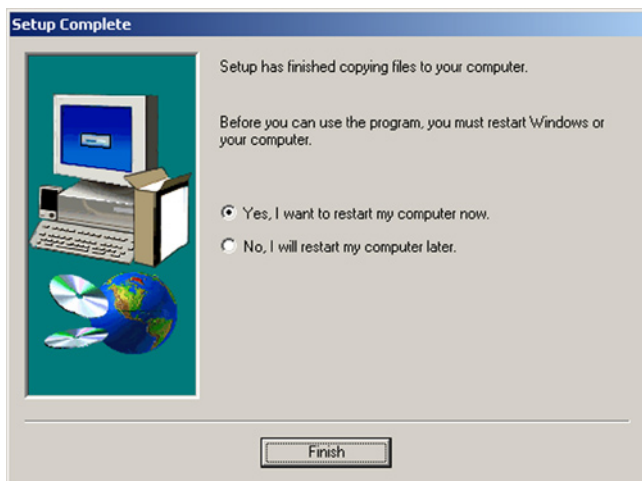 Setup Complete
Setup has finished copying files to your computer.
Before you can use the program, you must restart Windows or
your computer.
Yes, I want to restart my computer now.
No, I will restart my computer later.
Finish